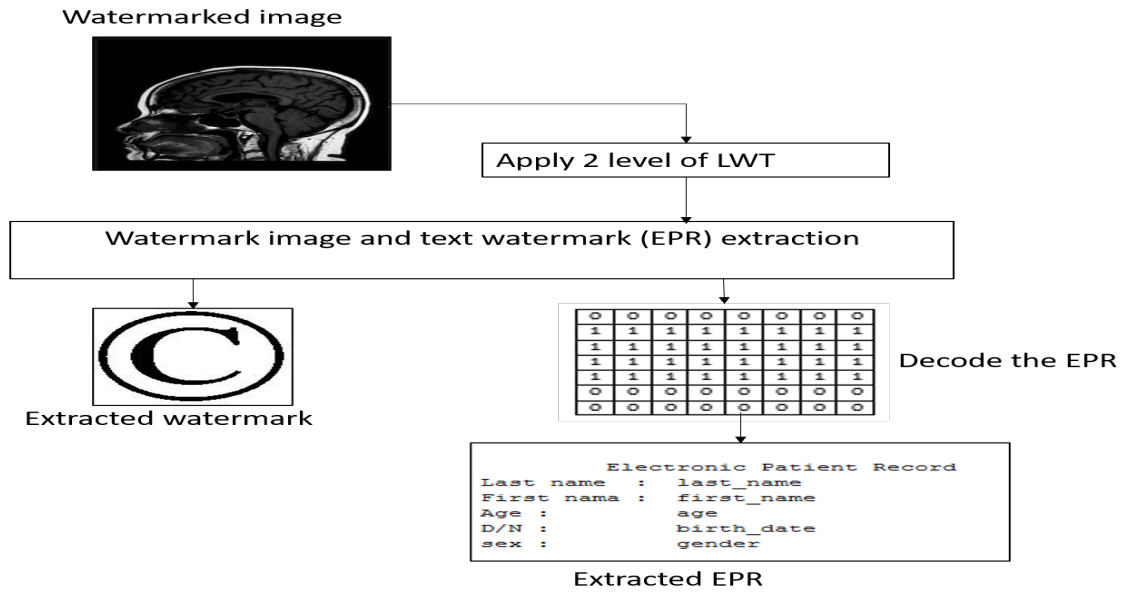 Watermarked image
Apply 2 level of LWT
Watermark image and text watermark (EPR) extraction
C
Extracted watermark
0 0 0 0 0 0 0 0
1 1 1 1 1 1 1 1
1 1 1 1 1 1 1 1
1 1 1 1 1 1 1 1
1 1 1 1 1 1 1 1
0 0 0 0 0 0 0 0
0 0 0 0 0 0 0 0
Decode the EPR
Electronic Patient Record
Last name : last_name
First nama : first_name
Age : age
D/N : birth_date
sex : gender
Extracted EPR